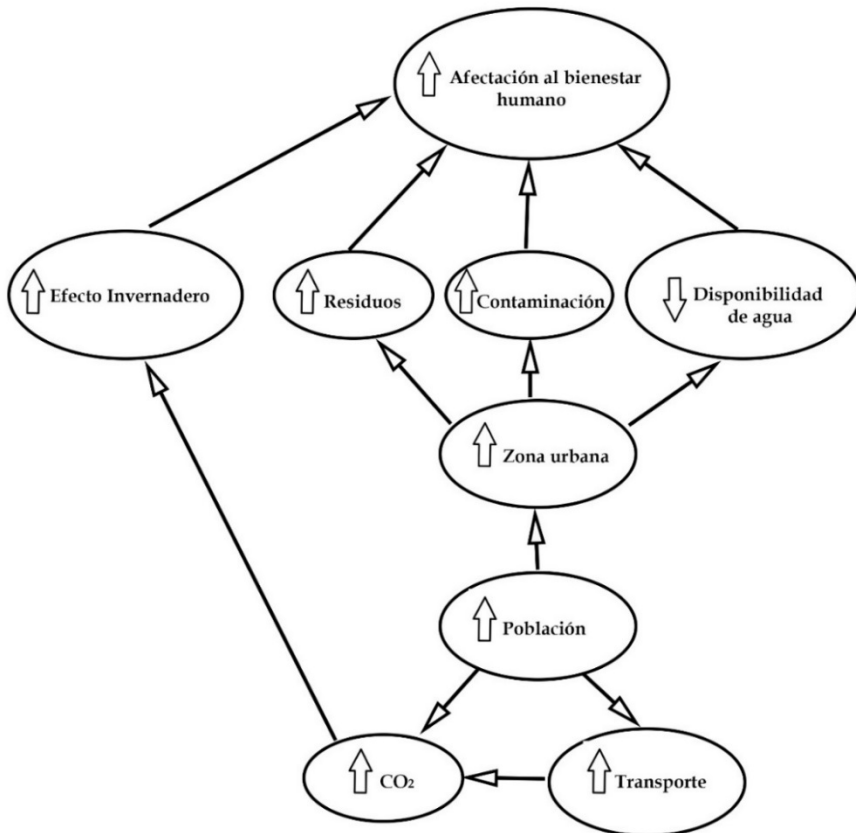 Afectación al bienestar
humano
Efecto Invernadero
Residuos
Contaminación
Disponibilidad
de agua
Zona urbana
Población
CO₂
Transporte